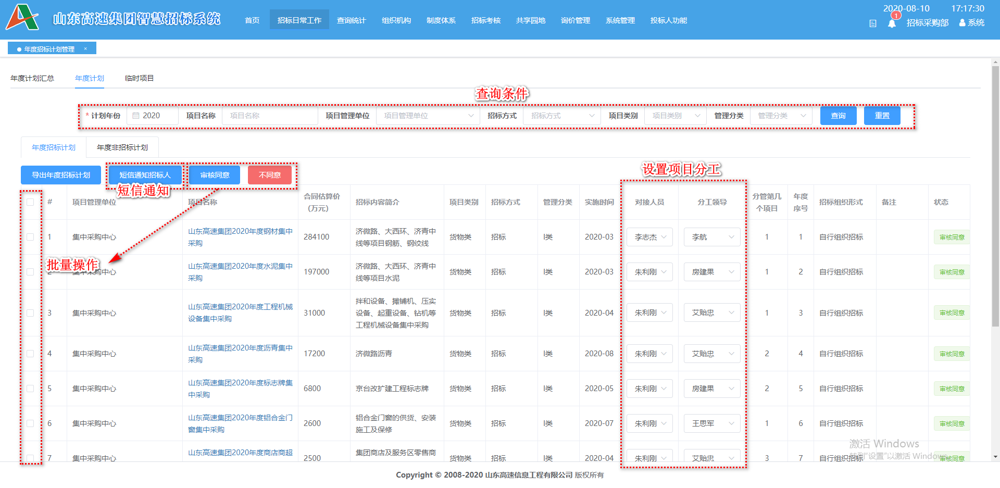 山东高速集团智慧招标系统
首页 招标日常工作 查询统计 组织机构 制度体系 招标考核 共享园地 询价管理 系统管理 投标人功能
2020-08-10 17:17:30
1 招标采购部 系统
年度招标计划管理 ×
年度计划汇总 年度计划 临时项目
查询条件
* 计划年份 2020 项目名称 项目名称 项目管理单位 项目管理单位 招标方式 招标方式 项目类别 项目类别 管理分类 管理分类 查询 重置
年度招标计划 年度非招标计划
设置项目分工
导出年度招标计划 短信通知招标人 审核同意 不同意
短信通知
# 项目管理单位 项目名称 合同估算价（万元） 招标内容简介 项目类别 招标方式 管理分类 实施时间 对接人员 分工领导 分管第几个项目 年度序号 招标组织形式 备注 状态
1 集中采购中心 山东高速集团2020年度钢材集中采购 284100 济微路、大西环、济青中线等项目钢筋、钢绞线 货物类 招标 I类 2020-03 李志杰 李航 1 1 自行组织招标 审核同意
批量操作
2 集中采购中心 山东高速集团2020年度水泥集中采购 197000 济微路、大西环、济青中线等项目水泥 货物类 招标 I类 2020-03 朱利刚 房建果 1 2 自行组织招标 审核同意
3 集中采购中心 山东高速集团2020年度工程机械设备集中采购 31000 拌和设备、摊铺机、压实设备、起重设备、钻机等工程机械设备集中采购 货物类 招标 I类 2020-04 朱利刚 艾贻忠 1 3 自行组织招标 审核同意
4 集中采购中心 山东高速集团2020年度沥青集中采购 17200 济微路沥青 货物类 招标 I类 2020-08 朱利刚 艾贻忠 2 4 自行组织招标 审核同意
5 集中采购中心 山东高速集团2020年度标志牌集中采购 6800 京台改扩建工程标志牌 货物类 招标 I类 2020-05 朱利刚 房建果 2 5 自行组织招标 审核同意
6 集中采购中心 山东高速集团2020年度铝合金门窗集中采购 2600 铝合金门窗的供货、安装施工及保修 货物类 招标 I类 2020-07 朱利刚 王思军 1 6 自行组织招标 审核同意
7 集中采购中心 山东高速集团2020年度商店商超 2500 集团商店及服务区零售商 货物类 招标 I类 2020-04 朱利刚 艾贻忠 3 7 自行组织招标 审核同意
激活 Windows
转到"设置"以激活 Windows
Copyright © 2008-2020 山东高速信息工程有限公司 版权所有